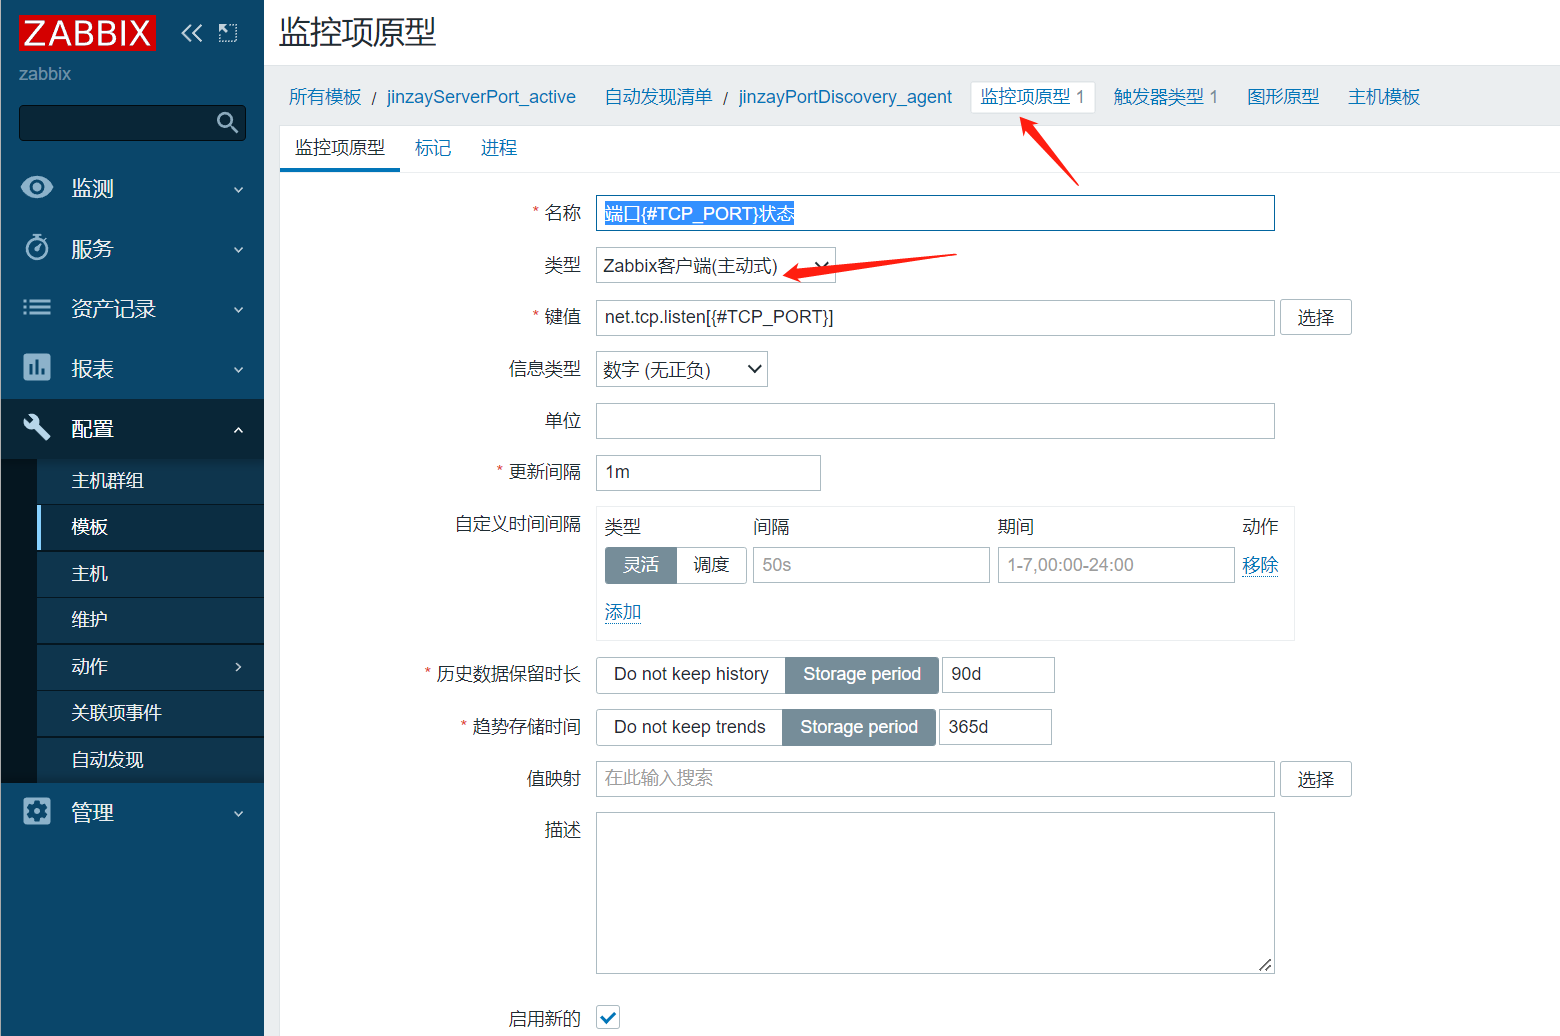 ZABBIX
zabbix
监测
服务
资产记录
报表
配置
主机群组
模板
主机
维护
动作
关联项事件
自动发现
管理
监控项原型
所有模板 / jinzayServerPort_active 自动发现清单 / jinzayPortDiscovery_agent 监控项原型 1 触发器类型 1 图形原型 主机模板
监控项原型 标记 进程
* 名称 端口{#TCP_PORT}状态
类型 Zabbix客户端(主动式)
* 键值 net.tcp.listen[{#TCP_PORT}] 选择
信息类型 数字 (无正负)
单位
* 更新间隔 1m
自定义时间间隔 类型 间隔 期间 动作
灵活 调度 50s 1-7,00:00-24:00 移除
添加
* 历史数据保留时长 Do not keep history Storage period 90d
* 趋势存储时间 Do not keep trends Storage period 365d
值映射 在此输入搜索 选择
描述
启用新的